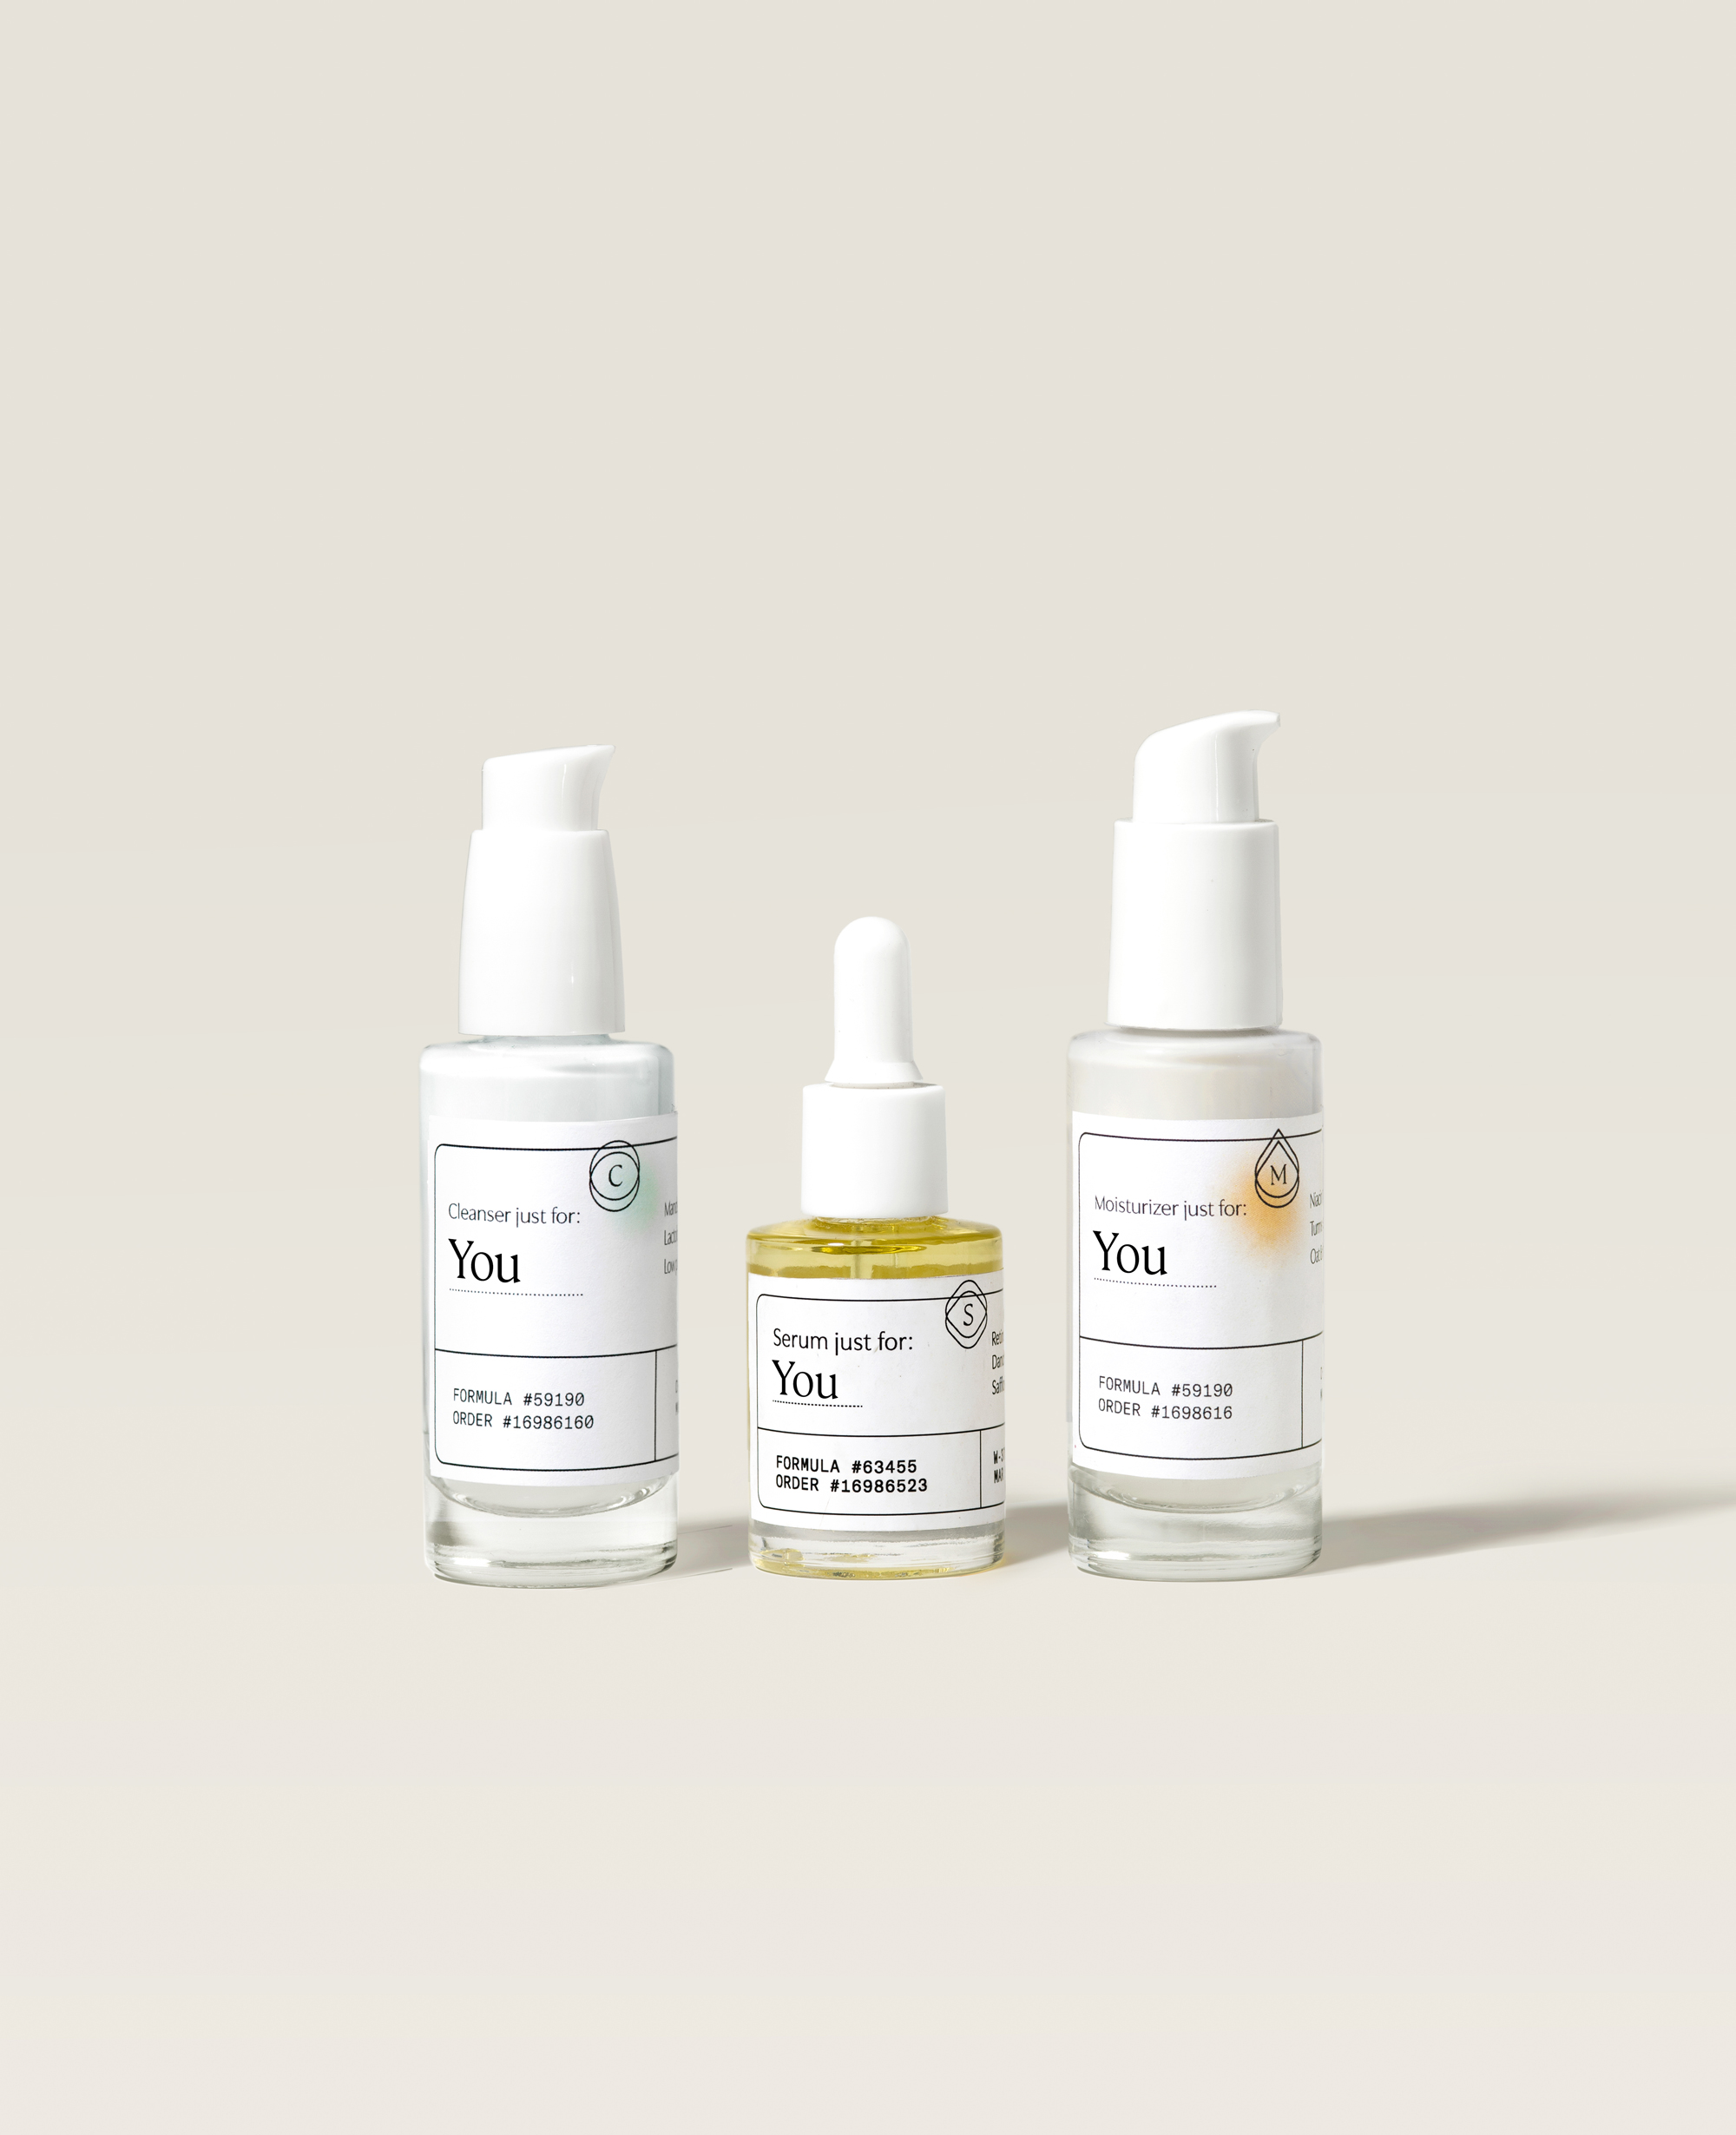 C
Cleanser just for:
You
FORMULA #59190
ORDER #16986160
S
Serum just for:
You
FORMULA #63455
ORDER #16986523
M
Moisturizer just for:
You
FORMULA #59190
ORDER #1698616